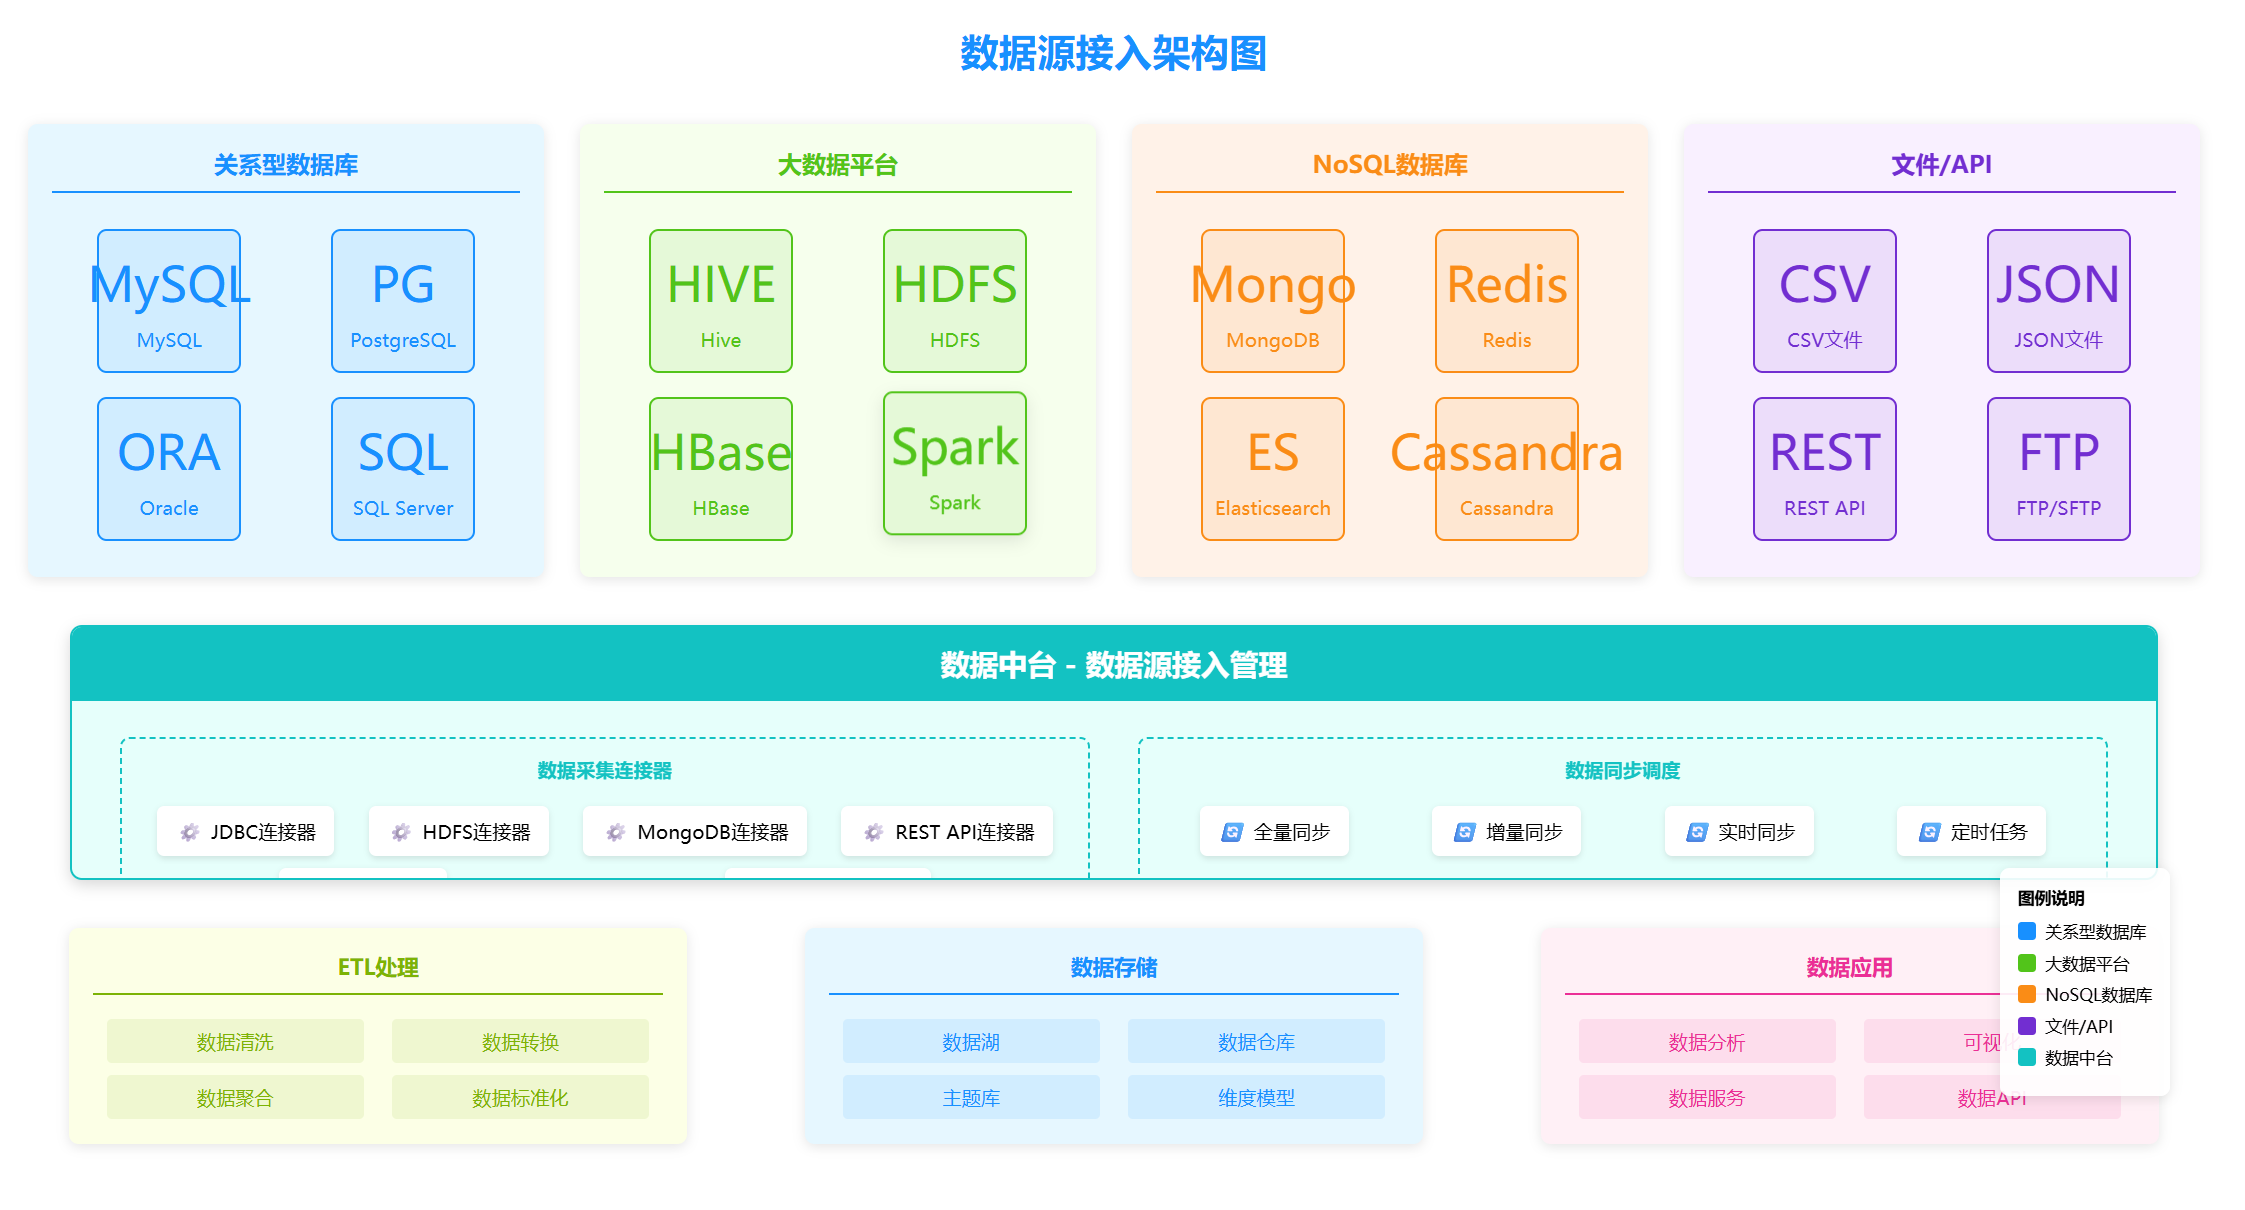 数据源接入架构图
关系型数据库
MySQL
MySQL
PG
PostgreSQL
ORA
Oracle
SQL
SQL Server
大数据平台
HIVE
Hive
HDFS
HDFS
HBase
HBase
Spark
Spark
NoSQL数据库
Mongo
MongoDB
Redis
Redis
ES
Elasticsearch
Cassandra
Cassandra
文件/API
CSV
CSV文件
JSON
JSON文件
REST
REST API
FTP
FTP/SFTP
数据中台 - 数据源接入管理
数据采集连接器
JDBC连接器
HDFS连接器
MongoDB连接器
REST API连接器
数据同步调度
全量同步
增量同步
实时同步
定时任务
ETL处理
数据清洗
数据转换
数据聚合
数据标准化
数据存储
数据湖
数据仓库
主题库
维度模型
数据应用
数据分析
可视化
数据服务
数据API
图例说明
关系型数据库
大数据平台
NoSQL数据库
文件/API
数据中台